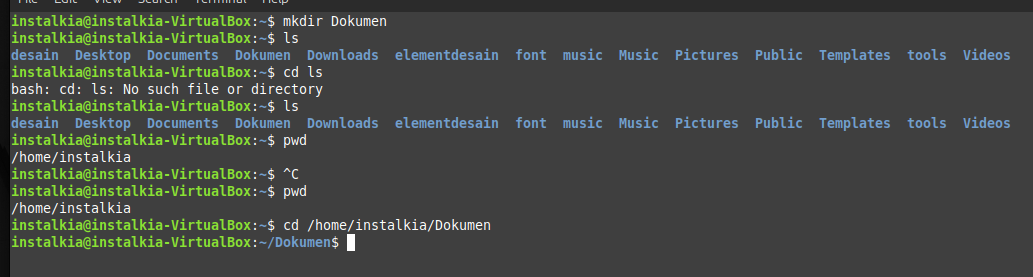 File Edit View Search Terminal Help
instalkia@instalkia-VirtualBox:~$ mkdir Dokumen
instalkia@instalkia-VirtualBox:~$ ls
desain Desktop Documents Dokumen Downloads elementdesain font music Music Pictures Public Templates tools Videos
instalkia@instalkia-VirtualBox:~$ cd ls
bash: cd: ls: No such file or directory
instalkia@instalkia-VirtualBox:~$ ls
desain Desktop Documents Dokumen Downloads elementdesain font music Music Pictures Public Templates tools Videos
instalkia@instalkia-VirtualBox:~$ pwd
/home/instalkia
instalkia@instalkia-VirtualBox:~$ ^C
instalkia@instalkia-VirtualBox:~$ pwd
/home/instalkia
instalkia@instalkia-VirtualBox:~$ cd /home/instalkia/Dokumen
instalkia@instalkia-VirtualBox:~/Dokumen$